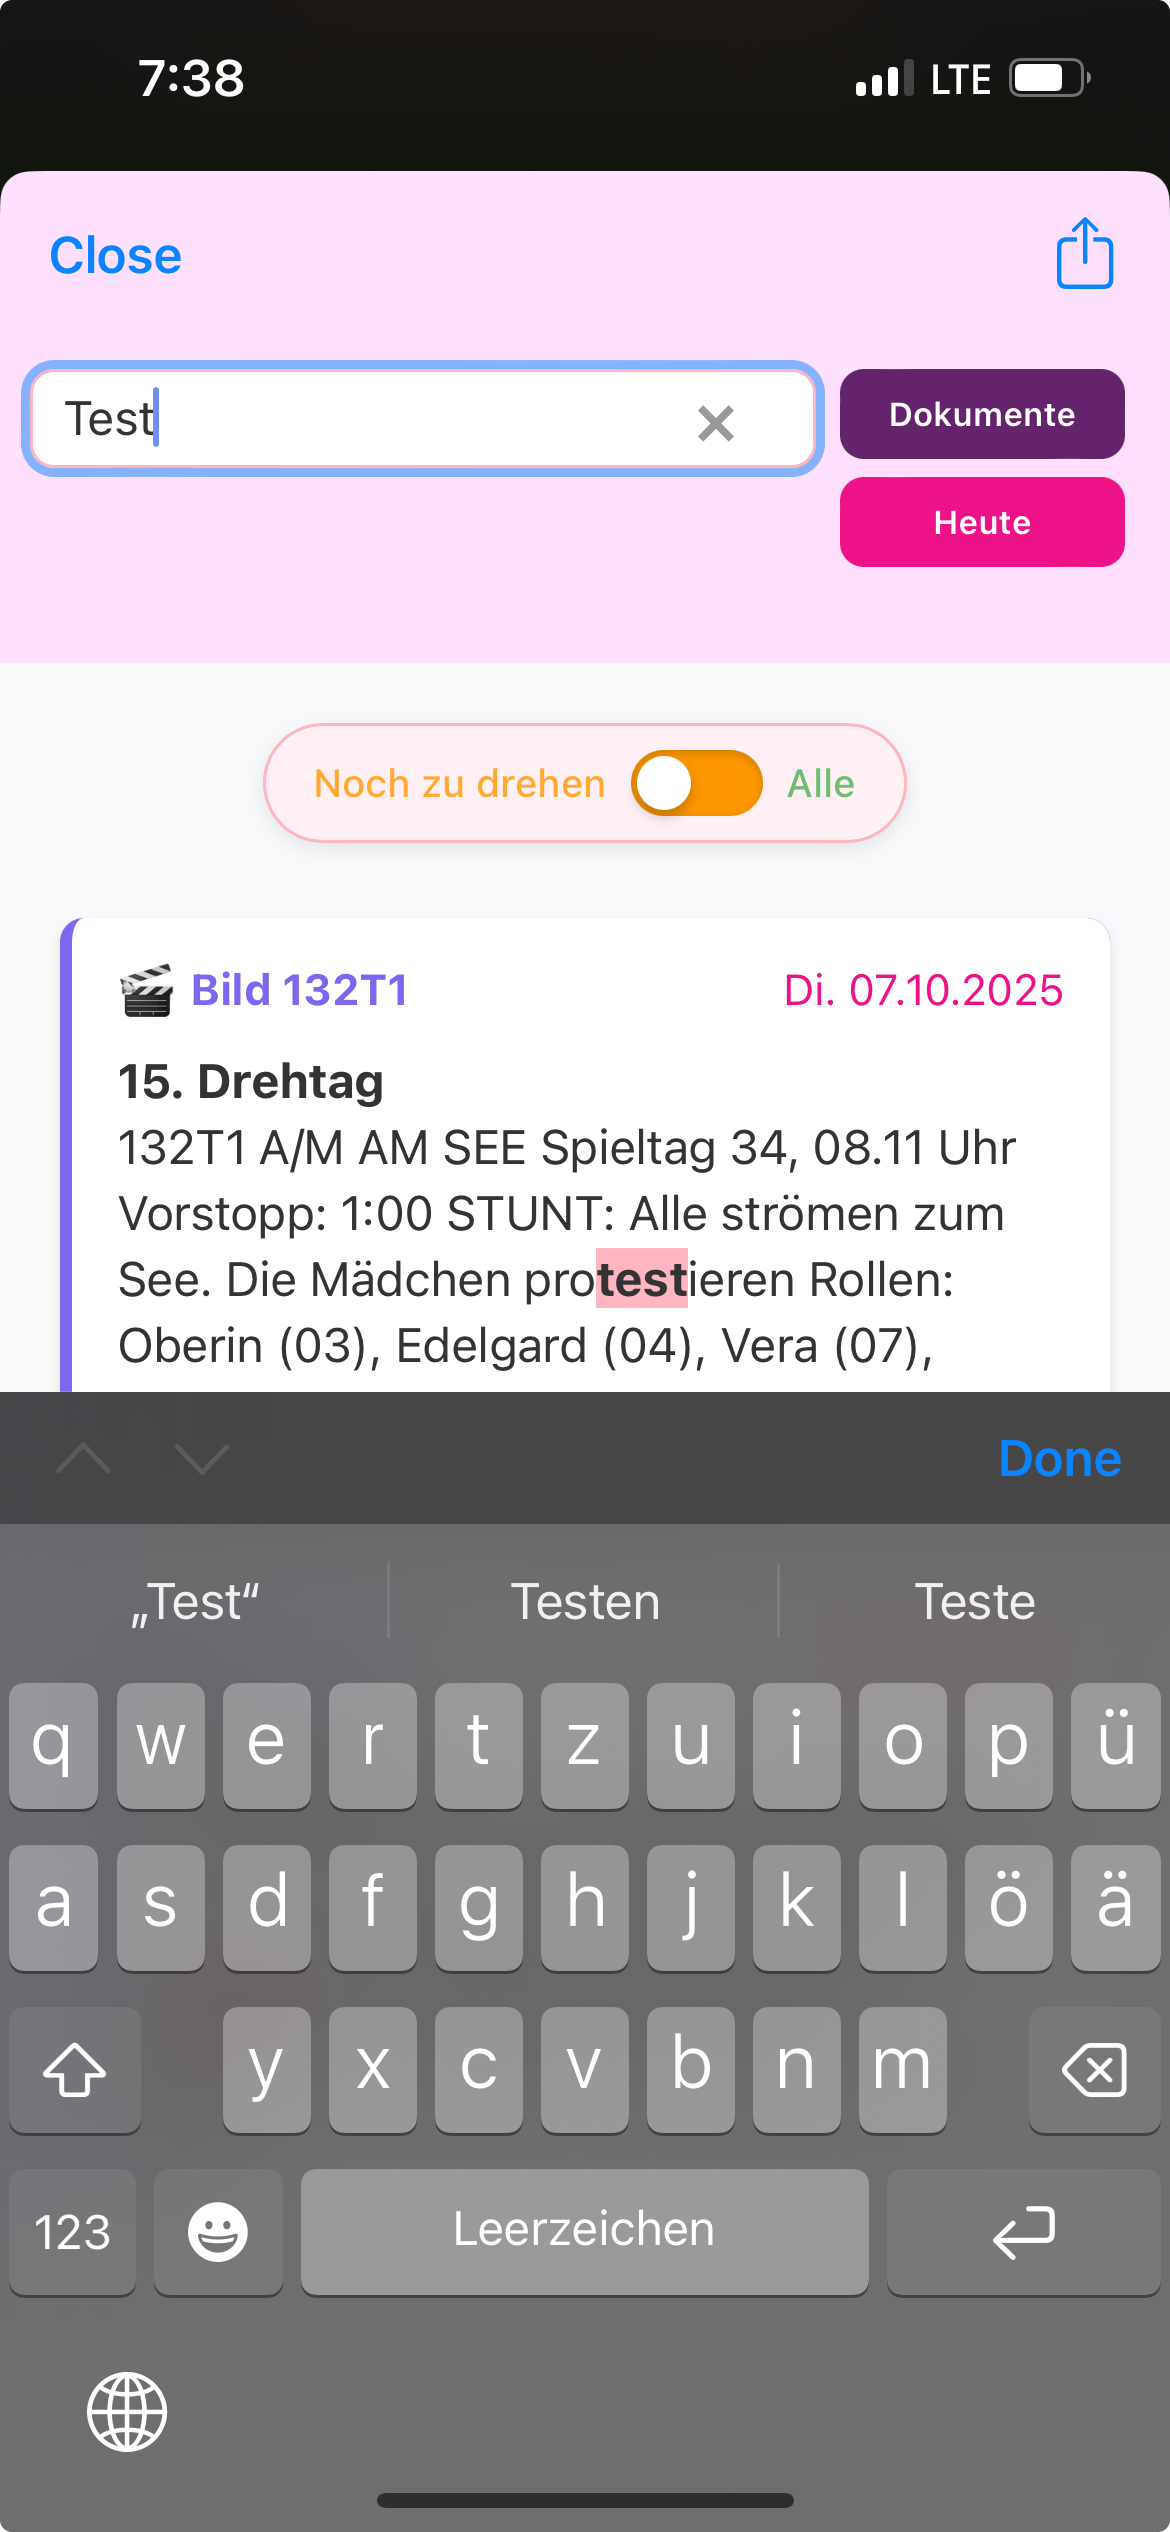 7:38 LTE
Close
Test
Dokumente
Heute
Noch zu drehen Alle
Bild 132T1 Di. 07.10.2025
15. Drehtag
132T1 A/M AM SEE Spieltag 34, 08.11 Uhr
Vorstopp: 1:00 STUNT: Alle strömen zum
See. Die Mädchen protestieren Rollen:
Oberin (03), Edelgard (04), Vera (07),
Done
„Test“ Testen Teste
q w e r t z u i o p ü
a s d f g h j k l ö ä
y x c v b n m
123 Leerzeichen